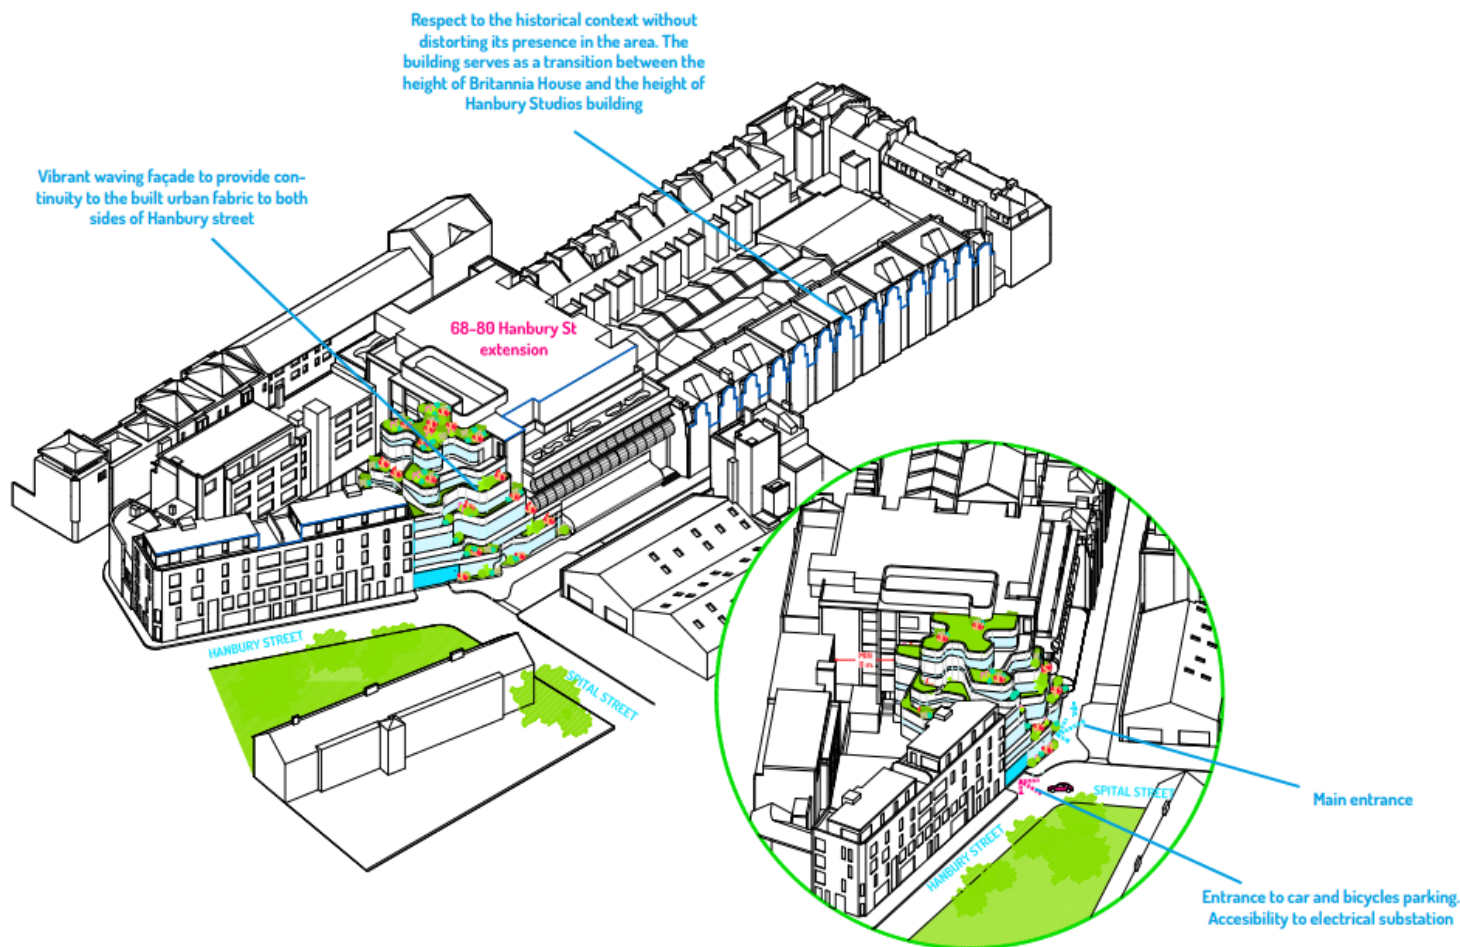 Respect to the historical context without
distorting its presence in the area. The
building serves as a transition between the
height of Britannia House and the height of
Hanbury Studios building
Vibrant waving façade to provide con-
tinuity to the built urban fabric to both
sides of Hanbury street
68-80 Hanbury St
extension
HANBURY STREET
SPITAL STREET
SPITAL STREET
HANBURY STREET
Main entrance
Entrance to car and bicycles parking.
Accesibility to electrical substation